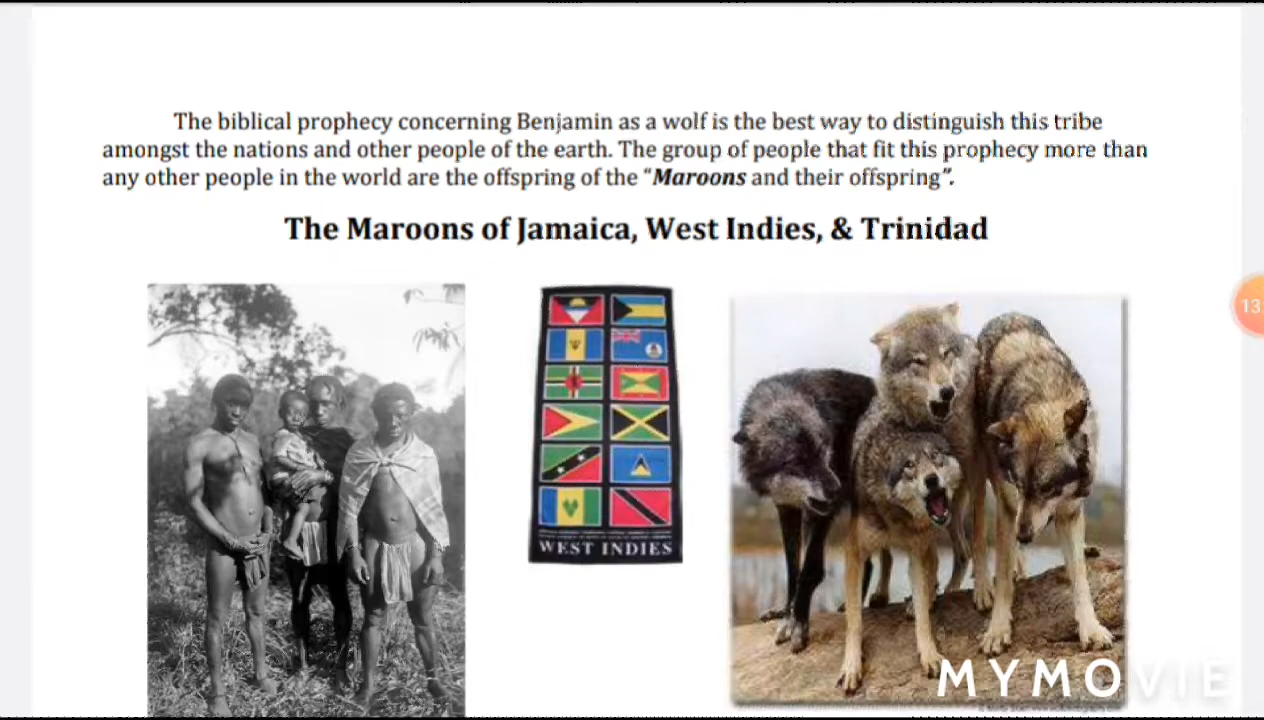 The biblical prophecy concerning Benjamin as a wolf is the best way to distinguish this tribe
amongst the nations and other people of the earth. The group of people that fit this prophecy more than
any other people in the world are the offspring of the “Maroons and their offspring”.
The Maroons of Jamaica, West Indies, & Trinidad
13
WEST INDIES
MYMOVIE